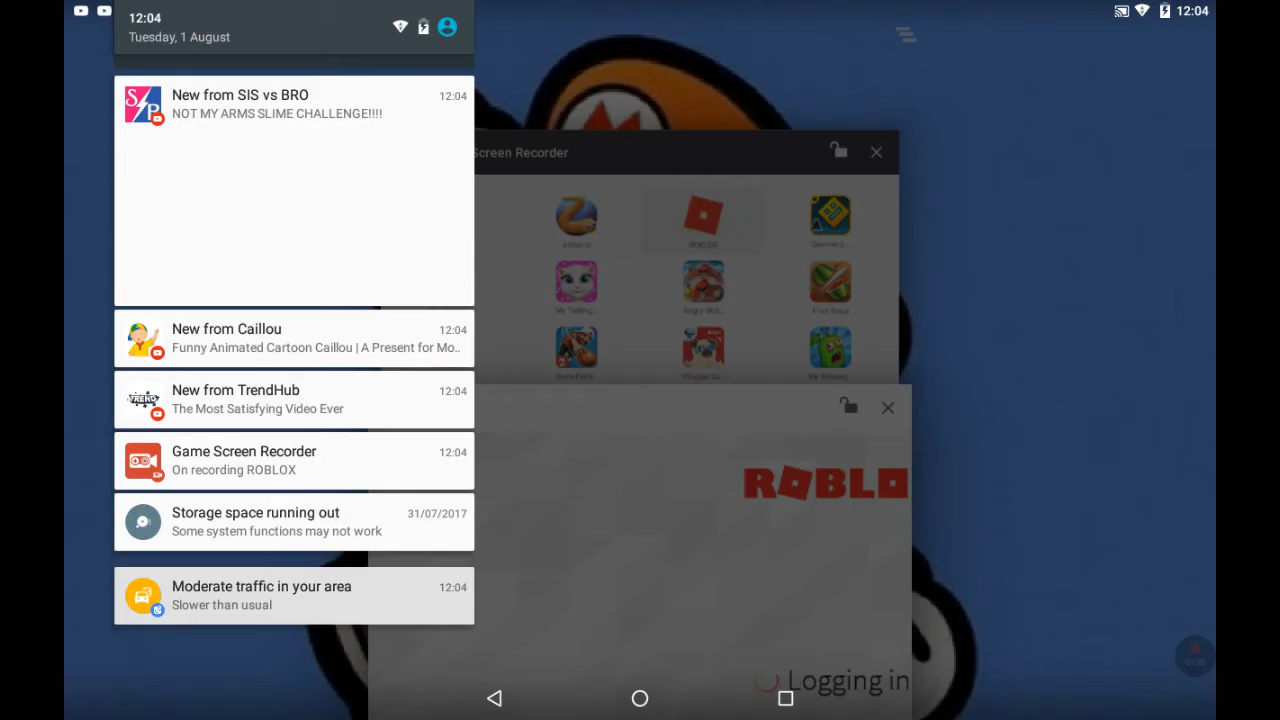 12:04
Tuesday, 1 August
12:04
New from SIS vs BRO
12:04
NOT MY ARMS SLIME CHALLENGE!!!!
Screen Recorder
ROBLOX
New from Caillou
12:04
Funny Animated Cartoon Caillou | A Present for Mo..
New from TrendHub
12:04
The Most Satisfying Video Ever
Game Screen Recorder
12:04
On recording ROBLOX
ROBLO
Storage space running out
31/07/2017
Some system functions may not work
Moderate traffic in your area
12:04
Slower than usual
Logging in